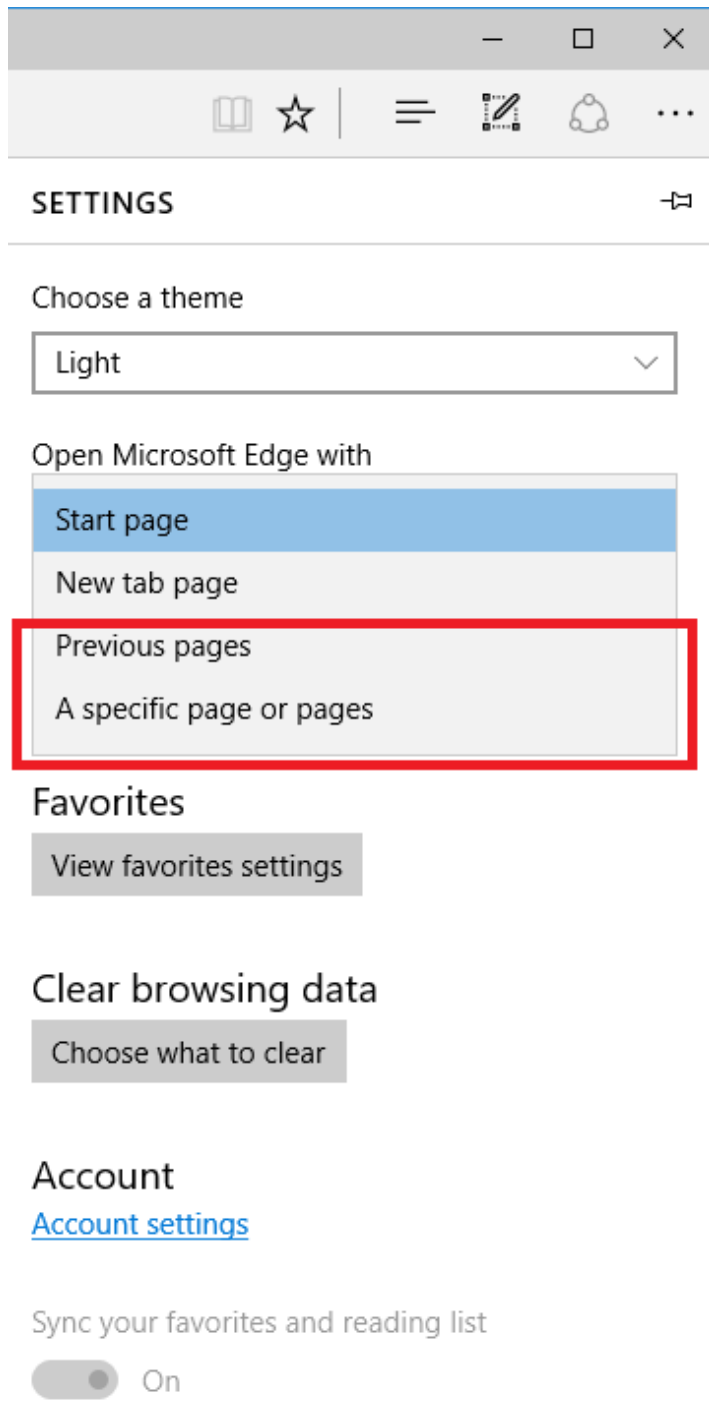 SETTINGS
Choose a theme
Light
Open Microsoft Edge with
Start page
New tab page
Previous pages
A specific page or pages
Favorites
View favorites settings
Clear browsing data
Choose what to clear
Account
Account settings
Sync your favorites and reading list
On